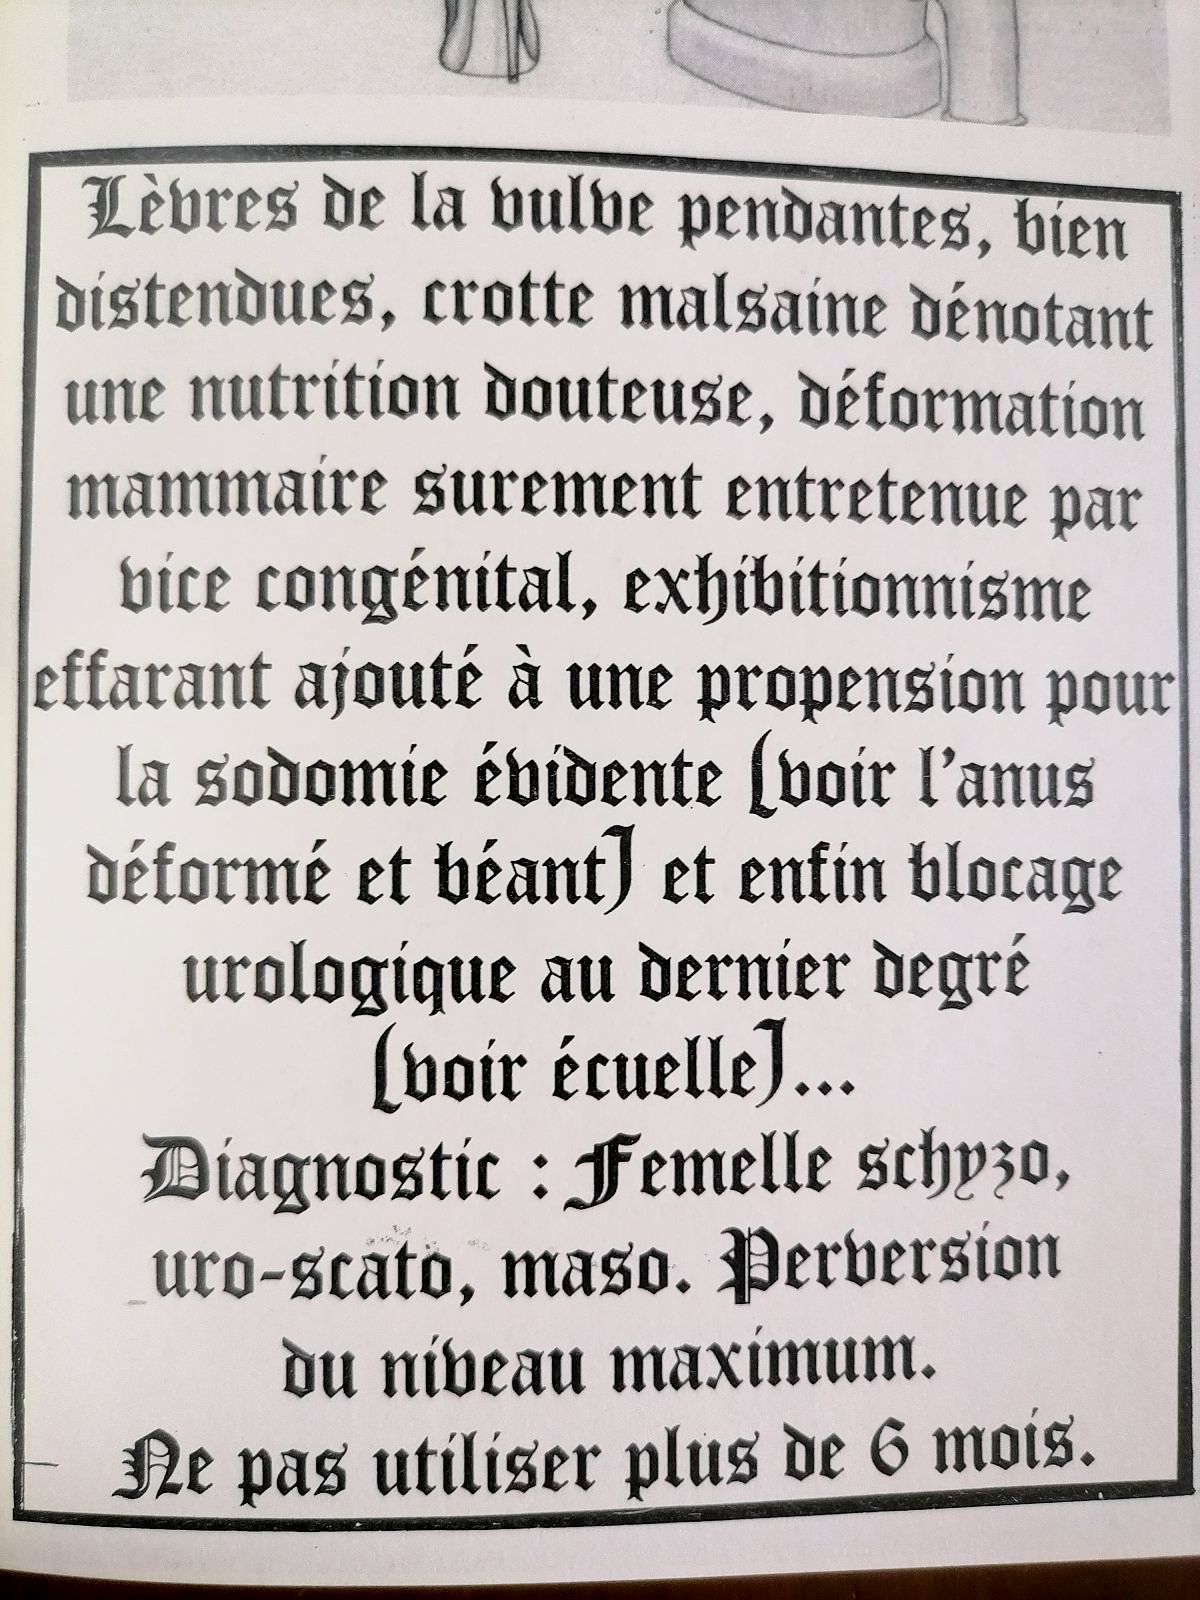 Lèvres de la vulve pendantes, bien
distendues, crotte malsaine dénotant
une nutrition douteuse, déformation
mammaire surement entretenue par
vice congénital, exhibitionnisme
effarant ajouté à une propension pour
la sodomie évidente (voir l'anus
déformé et béant) et enfin blocage
urologique au dernier degré
(voir écuelle)...
Diagnostic : Femelle schyzo,
uro-scato, maso. Perversion
du niveau maximum.
Ne pas utiliser plus de 6 mois.